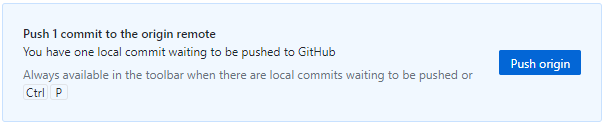 Push 1 commit to the origin remote
You have one local commit waiting to be pushed to GitHub
Always available in the toolbar when there are local commits waiting to be pushed or
Ctrl P
Push origin